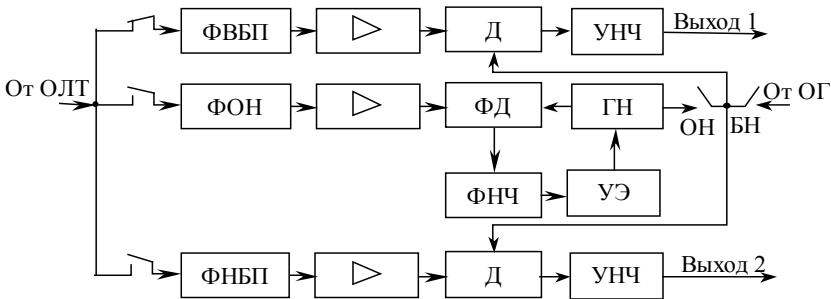 ФВБП
Д
УНЧ
Выход 1
От ОЛТ
ФОН
ФД
ГН
ОН
БН
От ОГ
ФНЧ
УЭ
ФНБП
Д
УНЧ
Выход 2